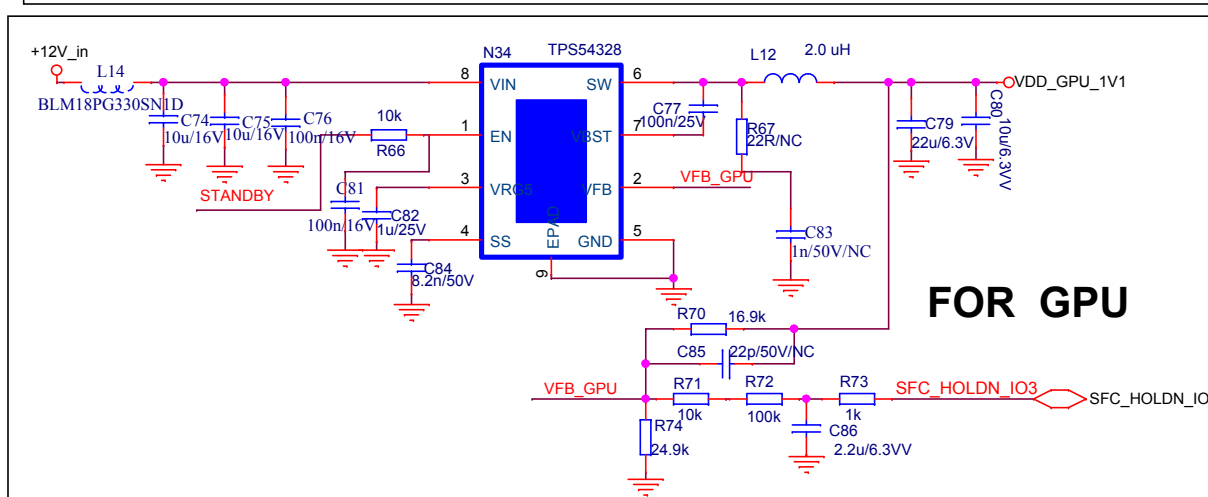 +12V_in
L14
BLM18PG330SN1D
C74
10u/16V
C75
10u/16V
C76
100n/16V
STANDBY
10k
R66
C81
100n/16V
C82
1u/25V
C84
8.2n/50V
N34
TPS54328
8
VIN
1
EN
3
VRG5
4
SS
EPAD
9
SW
6
VBST
7
VFB
2
GND
5
L12
2.0 uH
C77
100n/25V
R67
22R/NC
VFB_GPU
C83
1n/50V/NC
C79
22u/6.3V
C80
10u/6.3VV
VDD_GPU_1V1
FOR GPU
R70
16.9k
C85
22p/50V/NC
VFB_GPU
R71
10k
R72
100k
R73
1k
SFC_HOLDN_IO3
SFC_HOLDN_IO
R74
24.9k
C86
2.2u/6.3VV